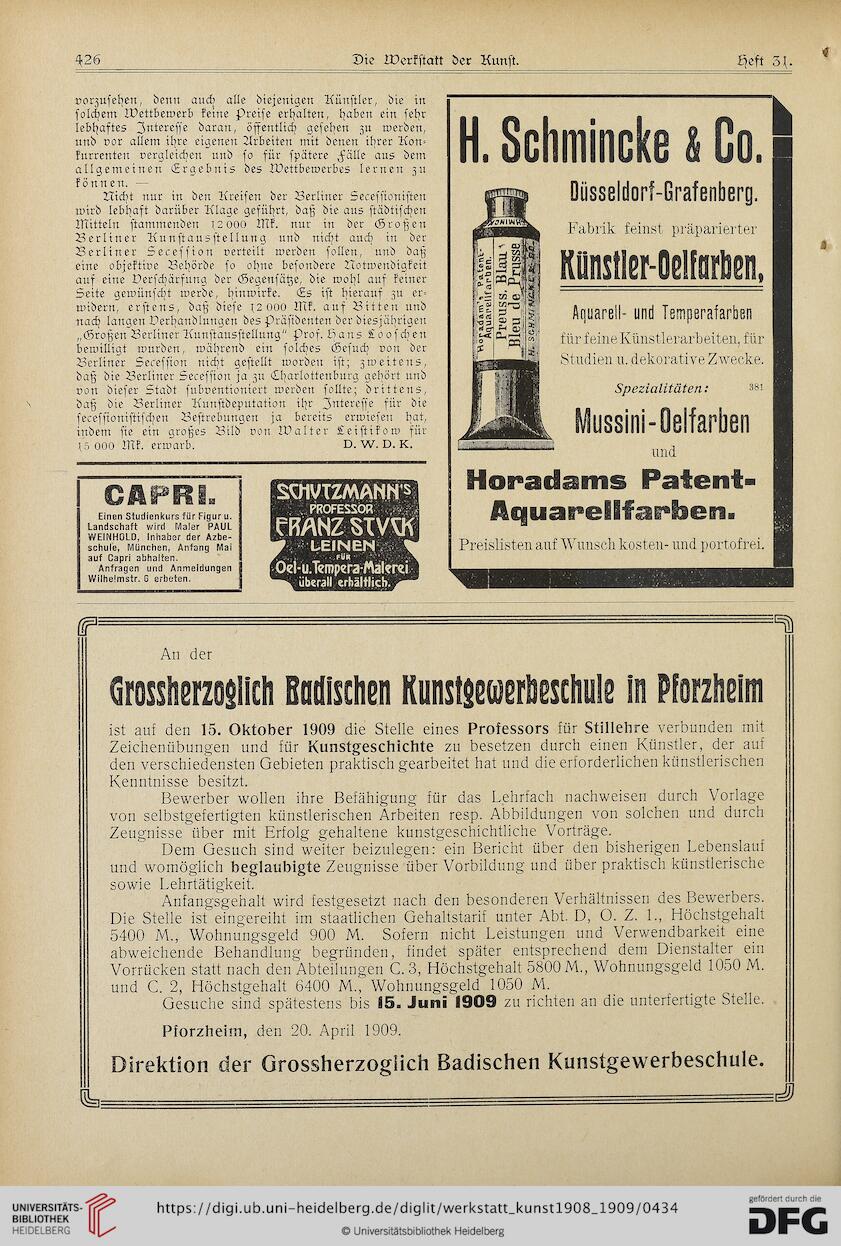 426
Die Werkstatt der Kunst.
Heft 31.
vorzusehen, denn auch alle diejenigen Künstler, die in
solchem Wettbewerb keine Preise erhalten, haben ein sehr
lebhaftes Interesse daran, öffentlich gesehen zu werden,
und vor allem ihre eigenen Arbeiten mit denen ihrer Kon-
kurrenten vergleichen und so für spätere Fälle aus dem
allgemeinen Ergebnis des Wettbewerbes lernen zu
können. —
Nicht nur in den Kreisen der Berliner Secessionisten
wird lebhaft darüber Klage geführt, daß die aus städtischen
Mitteln stammenden 12000 Mk. nur in der Großen
Berliner Kunstausstellung und nicht auch in der
Berliner Secession verteilt werden sollen, und daß
eine objektive Behörde so ohne besondere Notwendigkeit
auf eine Verschärfung der Gegensätze, die wohl auf keiner
Seite gewünscht werde, hinwirke. Es ist hierauf zu er-
widern, erstens, daß diese 12000 Mk. auf Bitten und
nach langen Verhandlungen des Präsidenten der diesjährigen
„Großen Berliner Kunstausstellung“ Prof. Hans Looschen
bewilligt wurden, während ein solches Gesuch von der
Berliner Secession nicht gestellt worden ist; zweitens,
daß die Berliner Secession ja zu Charlottenburg gehört und
von dieser Stadt subventioniert werden sollte; drittens,
daß die Berliner Kunstdeputation ihr Interesse für die
secessionistischen Bestrebungen ja bereits erwiesen hat,
indem sie ein großes Bild von Walter Leistikow für
15 000 Mk. erwarb. D. W. D. K.
CAPRI.
Einen Studienkurs für Figur u.
Landschaft wird Maler PAUL
WEINHOLD, Inhaber der Azbe-
schule, München, Anfang Mai
auf Capri abhalten.
Anfragen und Anmeldungen
Wilhelmstr. 6 erbeten.
SCHVTZMANN'S
PROFESSOR
FRANZ STVCK
LEINEN
FÜR
Oel-u.Tempera-Malerei
überall erhältlich.
H. Schmincke & Co.
Düsseldorf-Grafenberg.
Fabrik feinst präparierter
Künstler-Oelfarben,
Aquarell- und Temperafarben
für feine Künstlerarbeiten, für
Studien u. dekorative Zwecke.
Spezialitäten: 381
Mussini-Oelfarben
und
Horadams Patent-
Aquarellfarben.
Preislisten auf Wunsch kosten- und portofrei.
Horadam's Patent-
Aquarellfarben.
Preuss. Blau
Bleu de Prusse
H. SCHMINCKE & Co.
An der
Grossherzoglich Badischen Kunstgewerbeschule in Pforzheim
ist auf den 15. Oktober 1909 die Stelle eines Professors für Stillehre verbunden mit
Zeichenübungen und für Kunstgeschichte zu besetzen durch einen Künstler, der auf
den verschiedensten Gebieten praktisch gearbeitet hat und die erforderlichen künstlerischen
Kenntnisse besitzt.
Bewerber wollen ihre Befähigung für das Lehrfach nachweisen durch Vorlage
von selbstgefertigten künstlerischen Arbeiten resp. Abbildungen von solchen und durch
Zeugnisse über mit Erfolg gehaltene kunstgeschichtliche Vorträge.
Dem Gesuch sind weiter beizulegen: ein Bericht über den bisherigen Lebenslauf
und womöglich beglaubigte Zeugnisse über Vorbildung und über praktisch künstlerische
sowie Lehrtätigkeit.
Anfangsgehalt wird festgesetzt nach den besonderen Verhältnissen des Bewerbers.
Die Stelle ist eingereiht im staatlichen Gehaltstarif unter Abt. D, O. Z. 1., Höchstgehalt
5400 M., Wohnungsgeld 900 M. Sofern nicht Leistungen und Verwendbarkeit eine
abweichende Behandlung begründen, findet später entsprechend dem Dienstalter ein
Vorrücken statt nach den Abteilungen C. 3, Höchstgehalt 5800 M., Wohnungsgeld 1050 M.
und C. 2, Höchstgehalt 6400 M., Wohnungsgeld 1050 M.
Gesuche sind spätestens bis 15. Juni 1909 zu richten an die unterfertigte Stelle.
Pforzheim, den 20. April 1909.
Direktion der Grossherzoglich Badischen Kunstgewerbeschule.
UNIVERSITÄTS-
BIBLIOTHEK
HEIDELBERG
https://digi.ub.uni-heidelberg.de/diglit/werkstatt_kunst1908_1909/0434
© Universitätsbibliothek Heidelberg
gefördert durch die
DFG